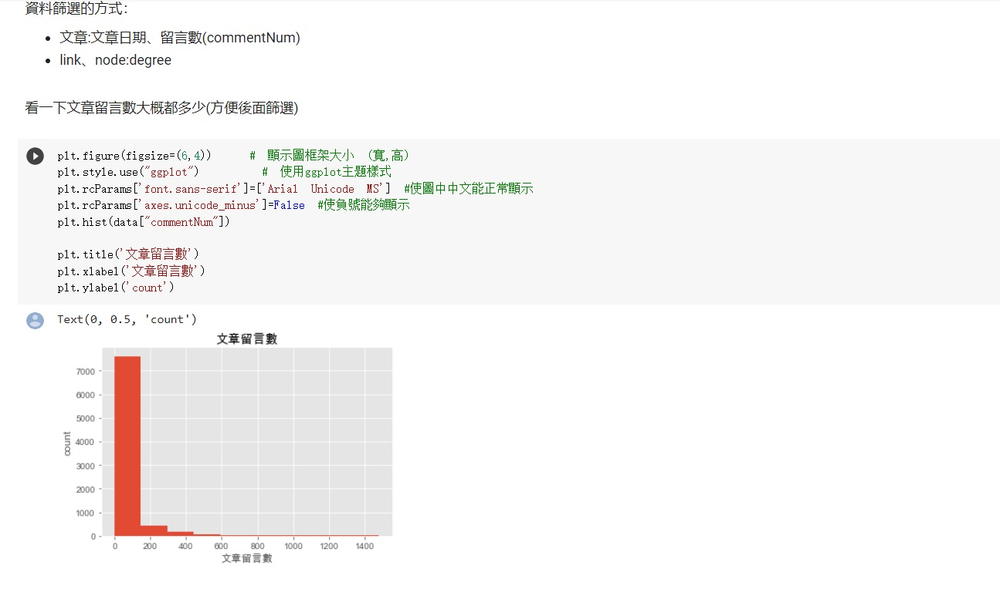 資料篩選的方式:
• 文章:文章日期、留言數(commentNum)
• link、node:degree
看一下文章留言數大概都多少(方便後面篩選)
plt.figure(figsize=(6,4)) # 顯示圖框架大小 (寬,高)
plt.style.use("ggplot") # 使用ggplot主題樣式
plt.rcParams['font.sans-serif']=['Arial Unicode MS'] #使圖中中文能正常顯示
plt.rcParams['axes.unicode_minus']=False #使負號能夠顯示
plt.hist(data["commentNum"])
plt.title('文章留言數')
plt.xlabel('文章留言數')
plt.ylabel('count')
Text(0, 0.5, 'count')
文章留言數
7000
6000
5000
4000
3000
2000
1000
0
count
0 200 400 600 800 1000 1200 1400
文章留言數